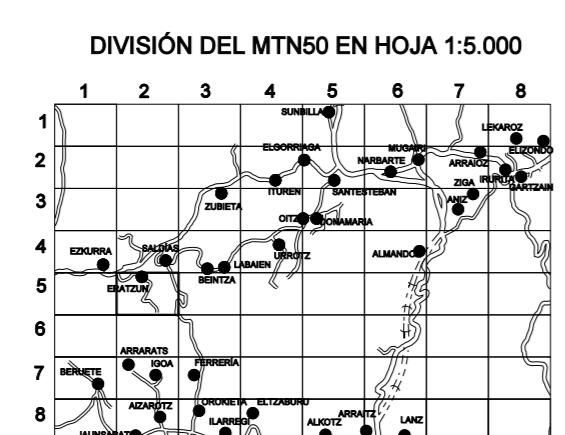 DIVISIÓN DEL MTN50 EN HOJA 1:5.000
1 2 3 4 5 6 7 8
1
SUNBILLA
LEKAROZ
2
ELGORRIAGA
MUGAIRI
ELIZONDO
NARBARTE
ARRAIOZ
IRURITA
ITUREN
SANTESTEBAN
ZIGA
GARTZAIN
3
ZUBIETA
ANIZ
OITZ
DONAMARIA
4
EZKURRA
SALDÍAS
URROTZ
ALMANDOZ
BEINTZA
LABAIEN
5
ERATZUN
6
ARRARATS
7
BERUETE
IGOA
FERRERÍA
8
AIZAROTZ
OROKIETA
ELTZABURU
ILARREGI
ALKOTZ
ARRAITZ
LANZ